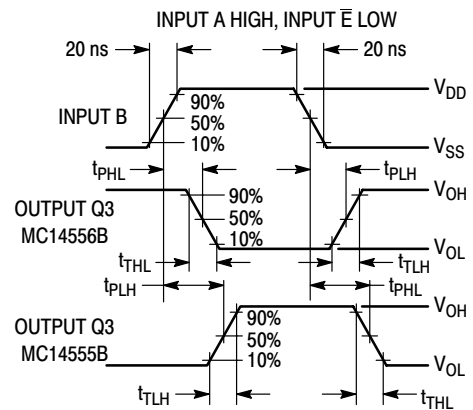 INPUT A HIGH, INPUT E̅ LOW
20 ns 20 ns
V_DD
INPUT B
90%
50%
10%
V_SS
t_PHL t_PLH
V_OH
OUTPUT Q3
MC14556B
90%
50%
10%
V_OL
t_THL t_TLH
t_PLH t_PHL
V_OH
OUTPUT Q3
MC14555B
90%
50%
10%
V_OL
t_TLH t_THL